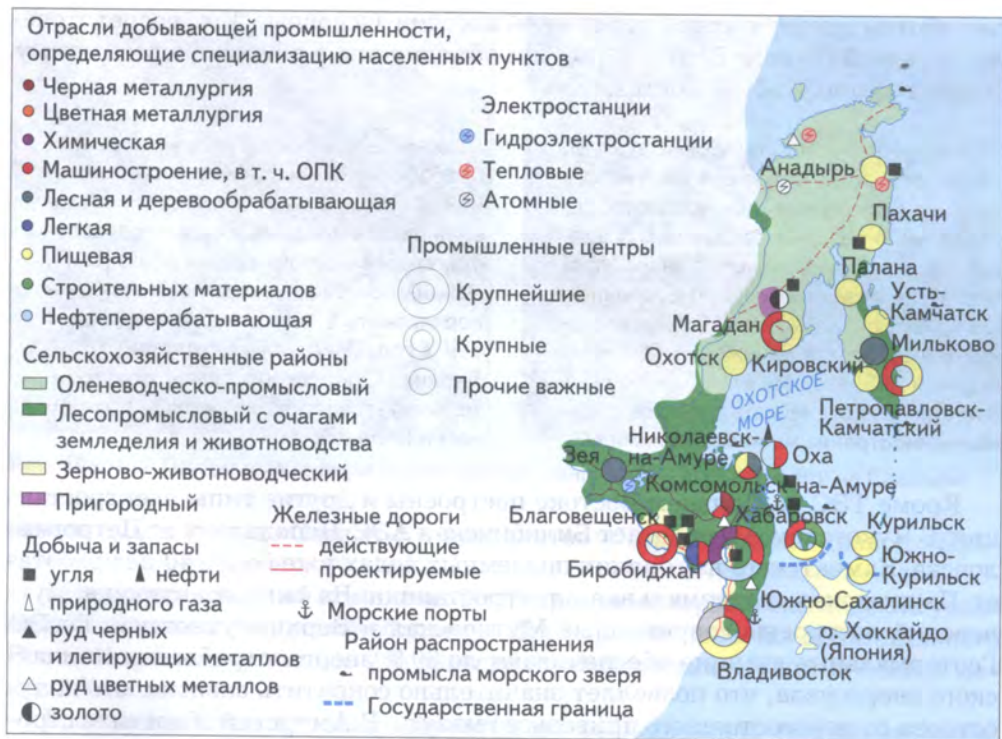 Отрасли добывающей промышленности,
определяющие специализацию населенных пунктов
Черная металлургия
Цветная металлургия
Химическая
Машиностроение, в т. ч. ОПК
Лесная и деревообрабатывающая
Легкая
Пищевая
Строительных материалов
Нефтеперерабатывающая
Сельскохозяйственные районы
Оленеводческо-промысловый
Лесопромысловый с очагами
земледелия и животноводства
Зерново-животноводческий
Пригородный
Добыча и запасы
угля
нефти
природного газа
руд черных
и легирующих металлов
руд цветных металлов
золото
Электростанции
Гидроэлектростанции
Тепловые
Атомные
Промышленные центры
Крупнейшие
Крупные
Прочие важные
Железные дороги
действующие
проектируемые
Морские порты
Район распространения
промысла морского зверя
Государственная граница
Анадырь
Пахачи
Палана
Усть-
Камчатск
Мильково
Магадан
Охотск
Кировский
ОХОТСКОЕ
МОРЕ
Петропавловск-
Камчатский
Николаевск-
на-Амуре
Зея
Оха
Комсомольск-на-Амуре
Благовещенск
Хабаровск
Курильск
Биробиджан
Южно-
Курильск
Южно-Сахалинск
о. Хоккайдо
(Япония)
Владивосток